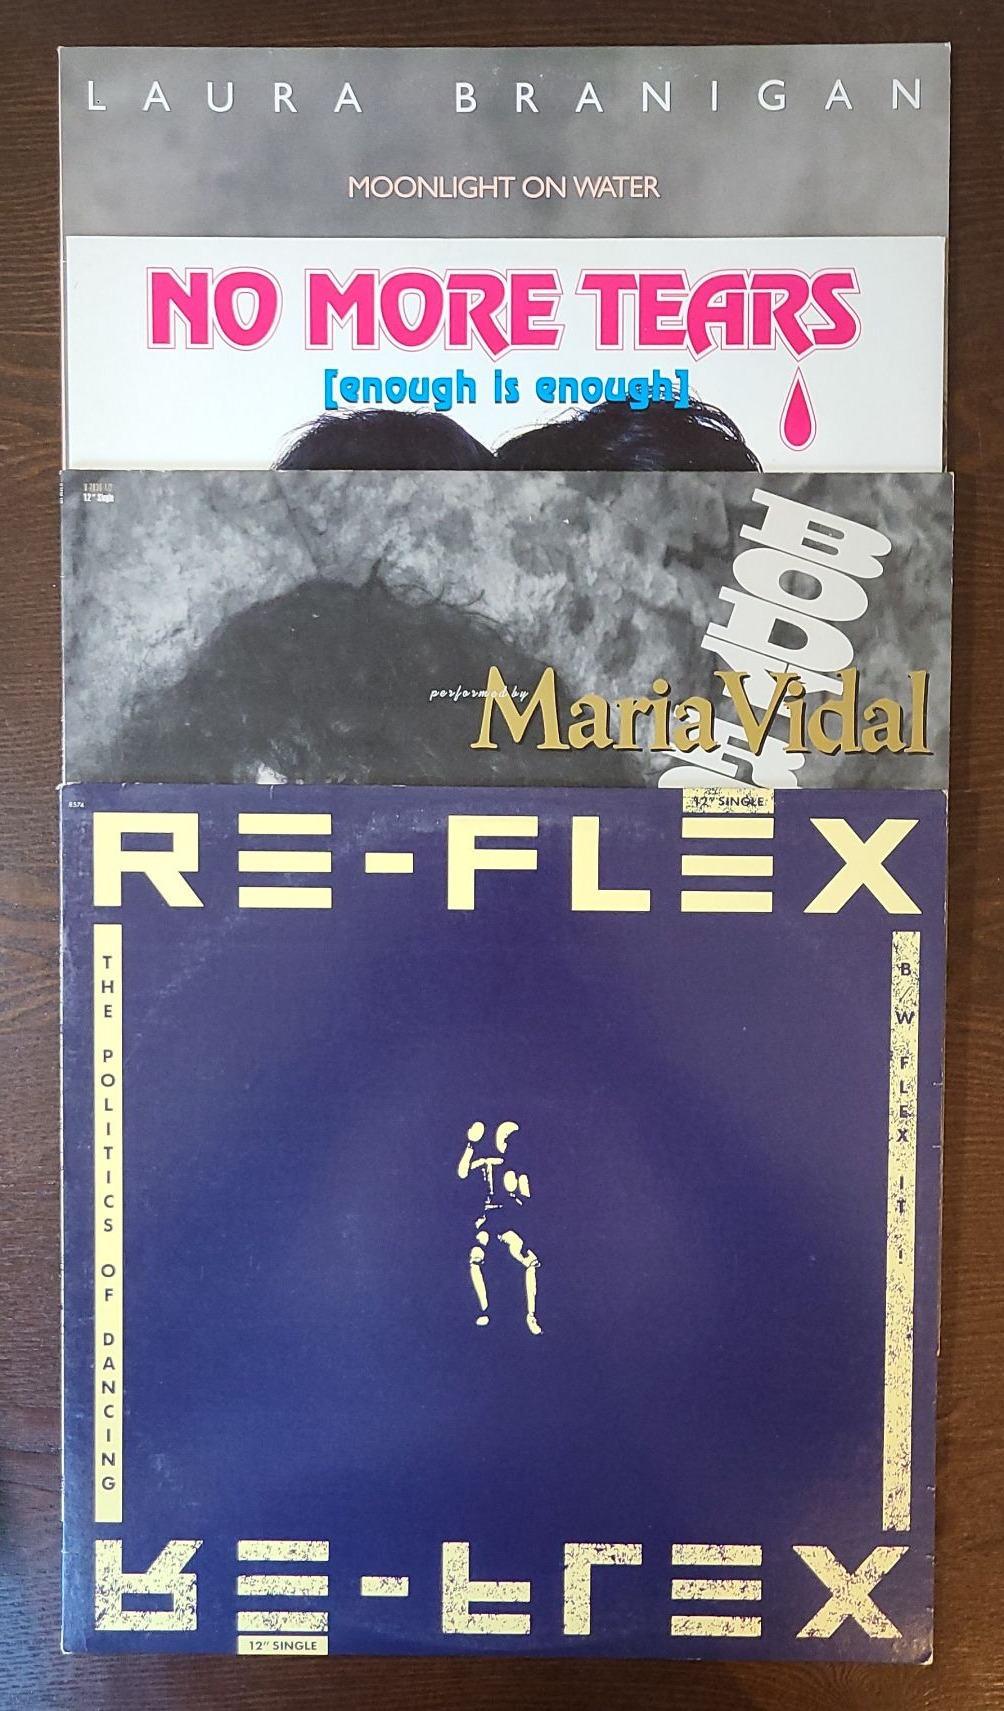 LAURA BRANIGAN
MOONLIGHT ON WATER
NO MORE TEARS
[enough is enough]
12" Single
BODY
performed by
Maria Vidal
8574
12" SINGLE
RE-FLEX
THE POLITICS OF DANCING
B/W FLEX IT!
RE-FLEX
12" SINGLE